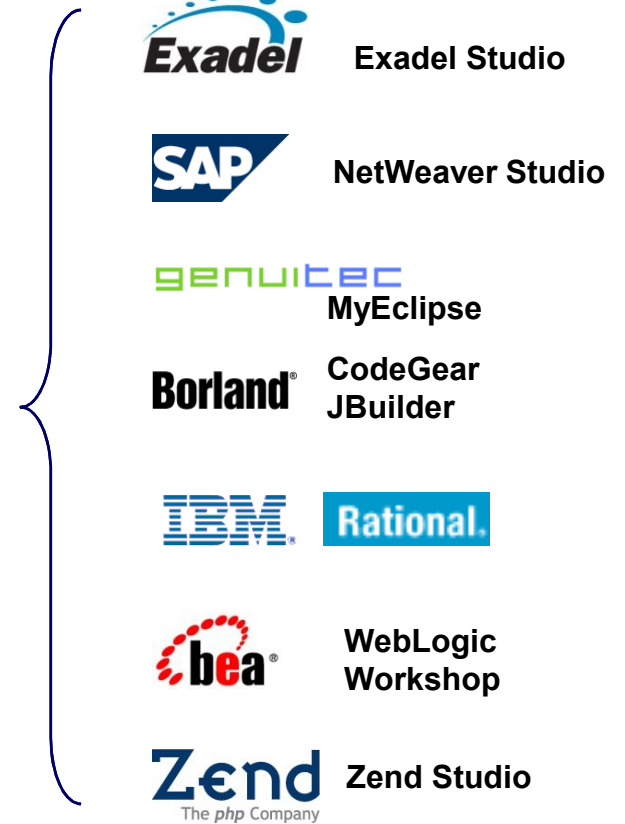 Exadel Exadel Studio
SAP NetWeaver Studio
genuitec
MyEclipse
Borland® CodeGear
JBuilder
IBM® Rational®
bea® WebLogic
Workshop
Zend Zend Studio
The php Company